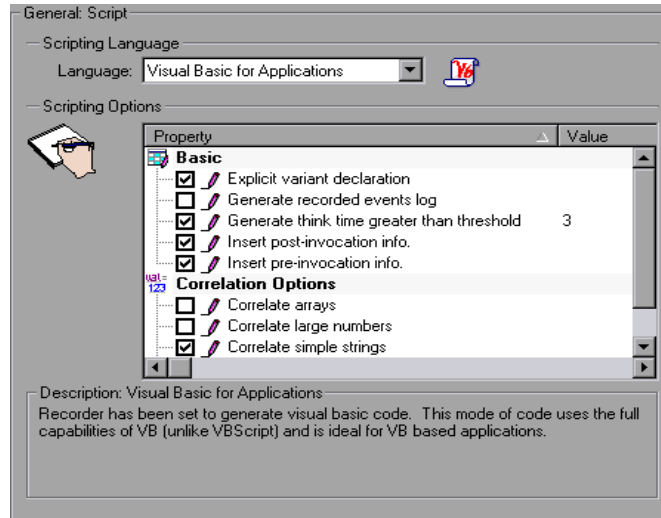 General: Script
Scripting Language
Language: Visual Basic for Applications
Vb
Scripting Options
Property Value
Basic
Explicit variant declaration
Generate recorded events log
Generate think time greater than threshold 3
Insert post-invocation info.
Insert pre-invocation info.
val=
123
Correlation Options
Correlate arrays
Correlate large numbers
Correlate simple strings
Description: Visual Basic for Applications
Recorder has been set to generate visual basic code. This mode of code uses the full
capabilities of VB (unlike VBScript) and is ideal for VB based applications.